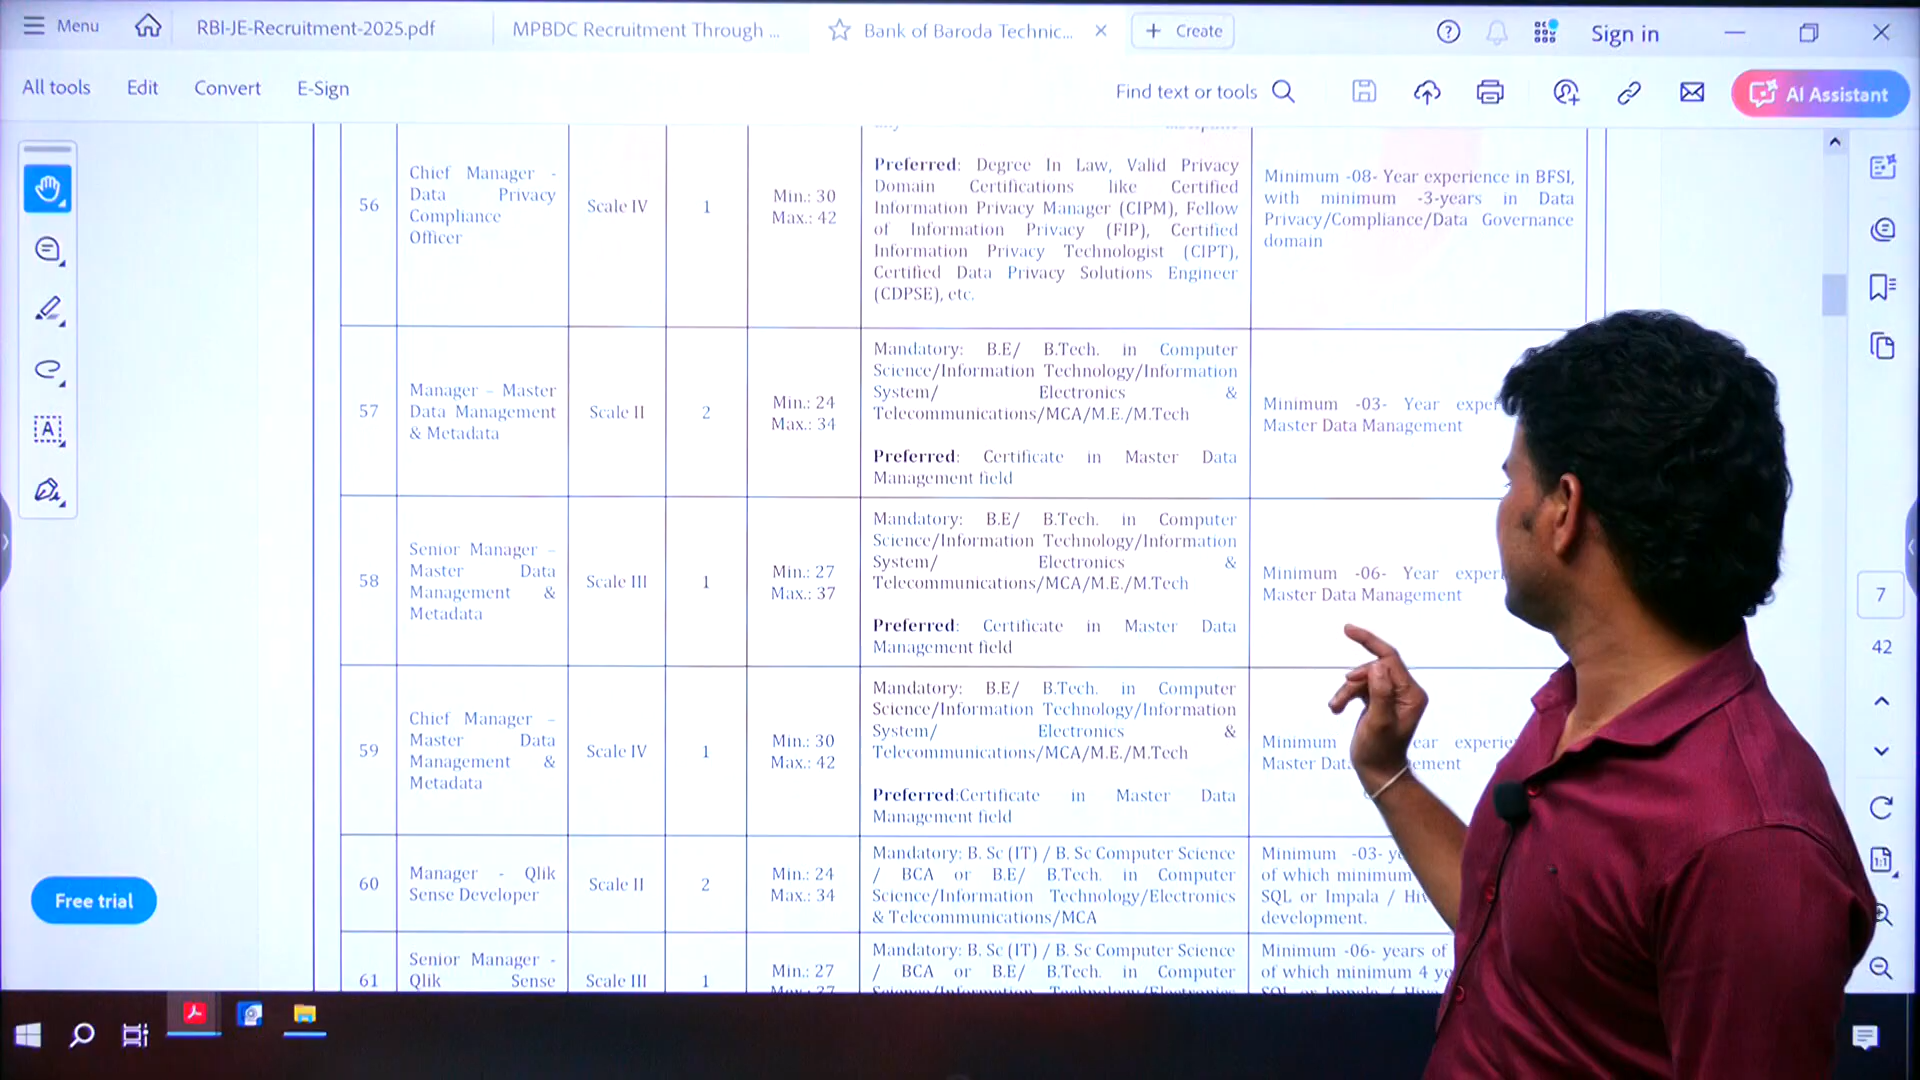 Menu
RBI-JE-Recruitment-2025.pdf
MPBDC Recruitment Through ...
Bank of Baroda Technic...
Create
Sign in
All tools
Edit
Convert
E-Sign
Find text or tools
AI Assistant
56
Chief Manager -
Data Privacy
Compliance
Officer
Scale IV
1
Min.: 30
Max.: 42
Preferred: Degree In Law, Valid Privacy
Domain Certifications like Certified
Information Privacy Manager (CIPM), Fellow
of Information Privacy (FIP), Certified
Information Privacy Technologist (CIPT),
Certified Data Privacy Solutions Engineer
(CDPSE), etc.
Minimum -08- Year experience in BFSI,
with minimum -3-years in Data
Privacy/Compliance/Data Governance
domain
57
Manager – Master
Data Management
& Metadata
Scale II
2
Min.: 24
Max.: 34
Mandatory: B.E/ B.Tech. in Computer
Science/Information Technology/Information
System/ Electronics &
Telecommunications/MCA/M.E./M.Tech
Preferred: Certificate in Master Data
Management field
Minimum -03- Year
Master Data Management
58
Senior Manager –
Master Data
Management &
Metadata
Scale III
1
Min.: 27
Max.: 37
Mandatory: B.E/ B.Tech. in Computer
Science/Information Technology/Information
System/ Electronics &
Telecommunications/MCA/M.E./M.Tech
Preferred: Certificate in Master Data
Management field
Minimum -06- Year
Master Data Management
59
Chief Manager –
Master Data
Management &
Metadata
Scale IV
1
Min.: 30
Max.: 42
Mandatory: B.E/ B.Tech. in Computer
Science/Information Technology/Information
System/ Electronics &
Telecommunications/MCA/M.E./M.Tech
Preferred:Certificate in Master Data
Management field
Minimum
Master
60
Manager - Qlik
Sense Developer
Scale II
2
Min.: 24
Max.: 34
Mandatory: B. Sc (IT) / B. Sc Computer Science
/ BCA or B.E/ B.Tech. in Computer
Science/Information Technology/Electronics
& Telecommunications/MCA
Minimum -03-
of which minimum
SQL or Impala /
development.
61
Senior Manager -
Qlik Sense
Scale III
1
Min.: 27
Mandatory: B. Sc (IT) / B. Sc Computer Science
/ BCA or B.E/ B.Tech. in Computer
Minimum -06- years of
of which minimum 4
7
42
Free trial